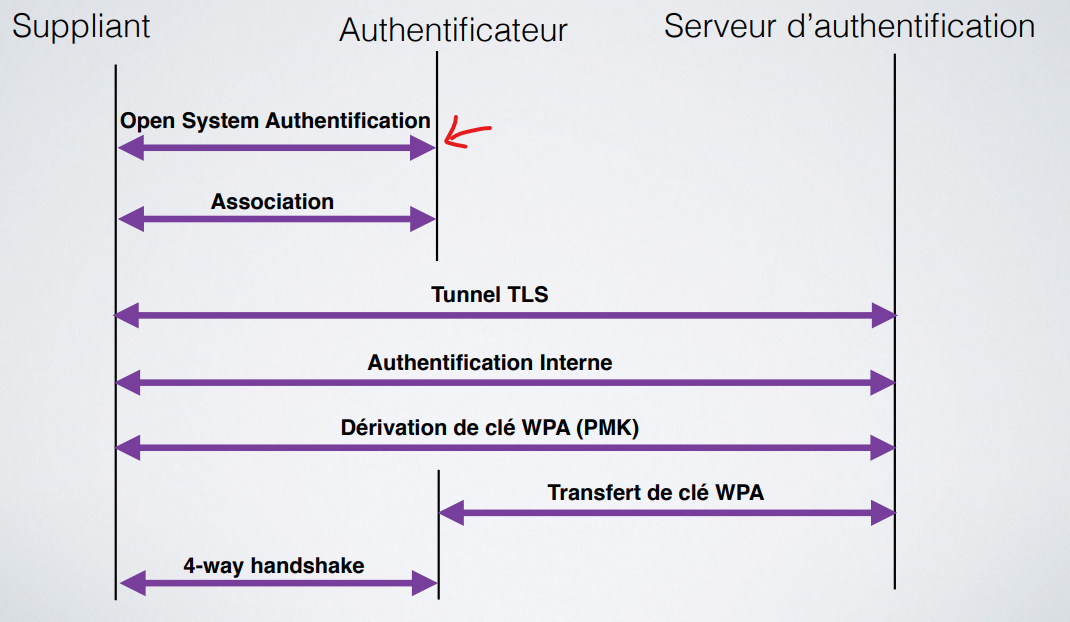 Suppliant
Authentificateur
Serveur d'authentification
Open System Authentification
Association
Tunnel TLS
Authentification Interne
Dérivation de clé WPA (PMK)
Transfert de clé WPA
4-way handshake